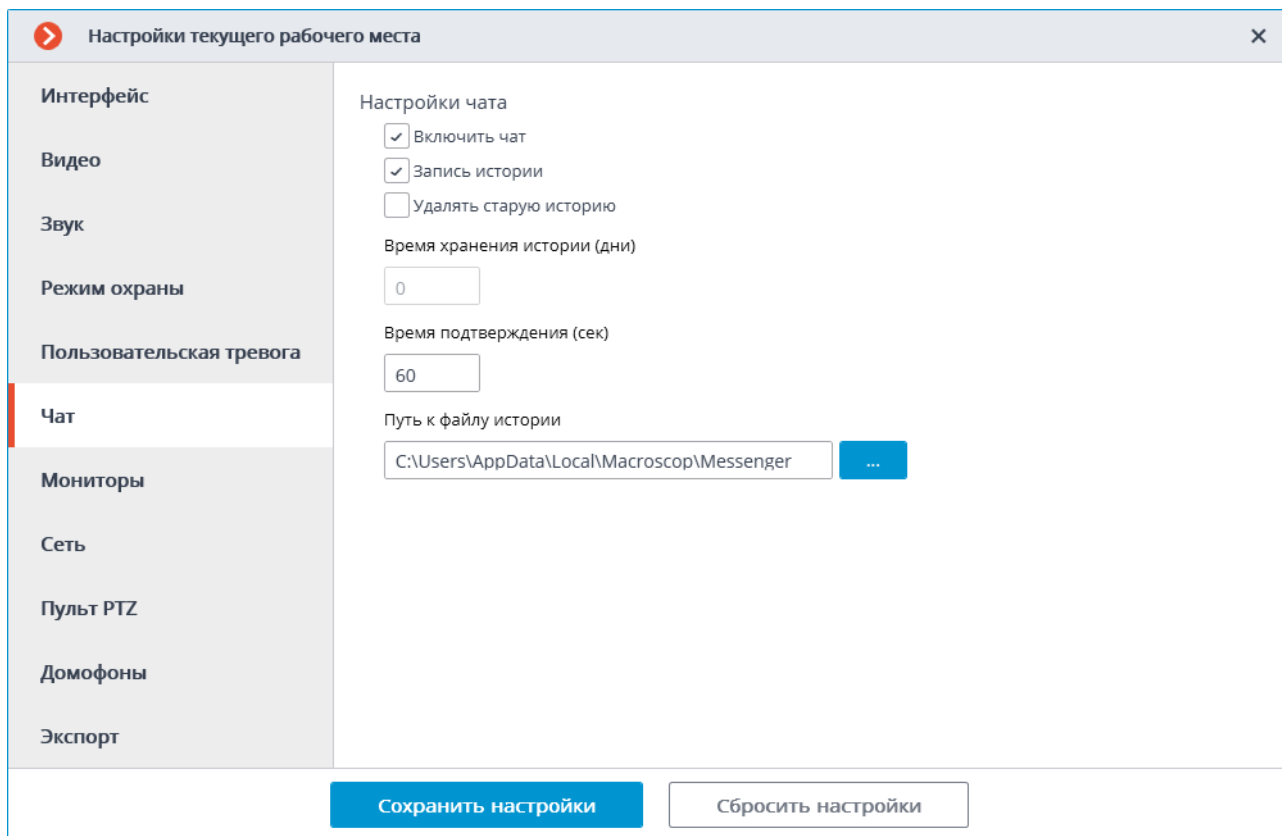 Настройки текущего рабочего места
Интерфейс
Видео
Звук
Режим охраны
Пользовательская тревога
Чат
Мониторы
Сеть
Пульт PTZ
Домофоны
Экспорт
Настройки чата
Включить чат
Запись истории
Удалять старую историю
Время хранения истории (дни)
0
Время подтверждения (сек)
60
Путь к файлу истории
C:\Users\AppData\Local\Macroscop\Messenger
...
Сохранить настройки
Сбросить настройки